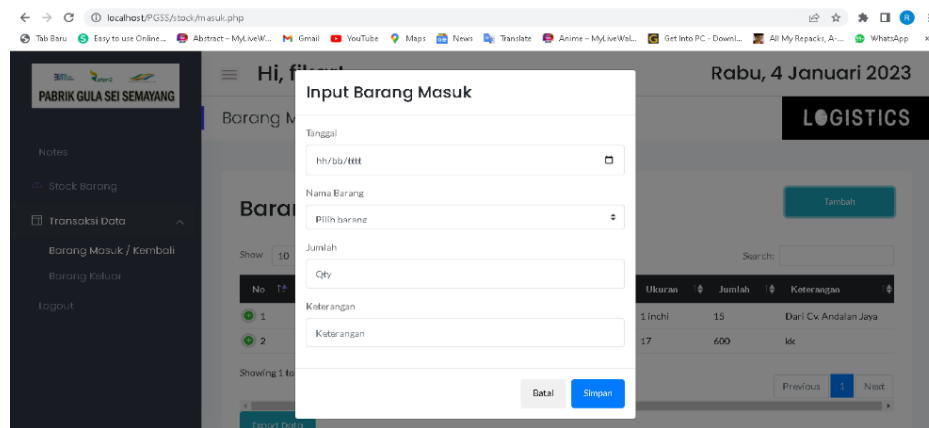 localhost/PGSS/stock/masuk.php
Tab Baru Easy to use Online... Abstract – MyLiveW... Gmail YouTube Maps News Translate Anime – MyLiveWal... Get Into PC - Downl... All My Repacks, A-... WhatsApp
PABRIK GULA SEI SEMAYANG
Notes
Stock Barang
Transaksi Data
Barang Masuk / Kembali
Barang Keluar
Logout
Hi,
Rabu, 4 Januari 2023
Barang M
LOGISTICS
Input Barang Masuk
Tanggal
hh/bb/tttt
Nama Barang
Pilih barang
Jumlah
Qty
Keterangan
Keterangan
Batal Simpan
Baran
Tambah
Show 10
Search:
No Ukuran Jumlah Keterangan
1 1 inchi 15 Dari Cv. Andalan Jaya
2 17 600 kk
Showing 1 to
Previous 1 Next
Export Data